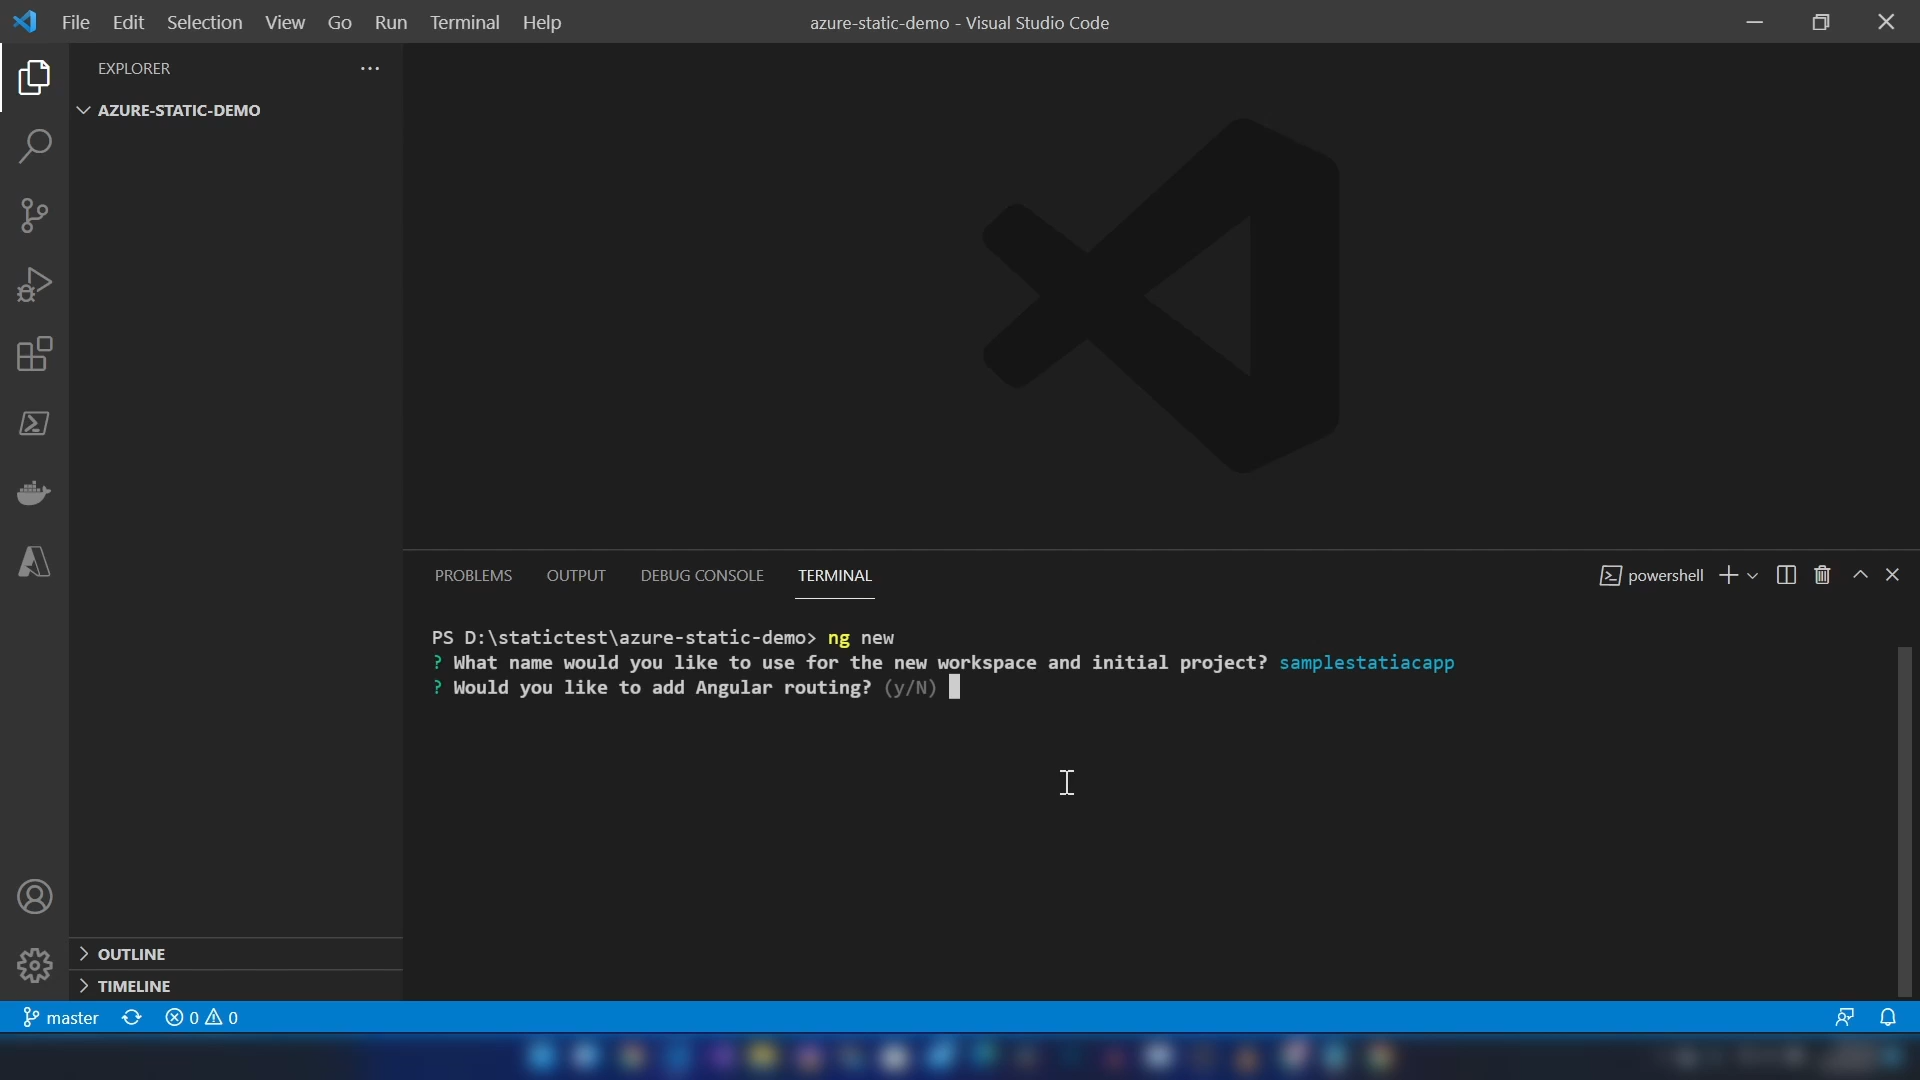 File Edit Selection View Go Run Terminal Help
azure-static-demo - Visual Studio Code
EXPLORER
AZURE-STATIC-DEMO
PROBLEMS OUTPUT DEBUG CONSOLE TERMINAL
powershell
PS D:\statictest\azure-static-demo> ng new
? What name would you like to use for the new workspace and initial project? samplestatiacapp
? Would you like to add Angular routing? (y/N)
OUTLINE
TIMELINE
master 0 0